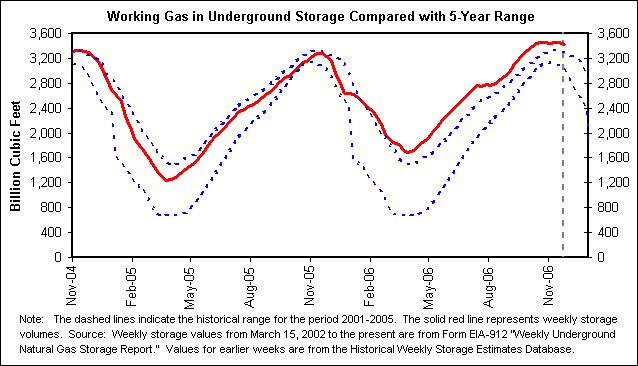 Working Gas in Underground Storage Compared with 5-Year Range
Billion Cubic Feet
3,600
3,200
2,800
2,400
2,000
1,600
1,200
800
400
0
3,600
3,200
2,800
2,400
2,000
1,600
1,200
800
400
0
Nov-04
Feb-05
May-05
Aug-05
Nov-05
Feb-06
May-06
Aug-06
Nov-06
Note: The dashed lines indicate the historical range for the period 2001-2005. The solid red line represents weekly storage
volumes. Source: Weekly storage values from March 15, 2002 to the present are from Form EIA-912 "Weekly Underground
Natural Gas Storage Report." Values for earlier weeks are from the Historical Weekly Storage Estimates Database.